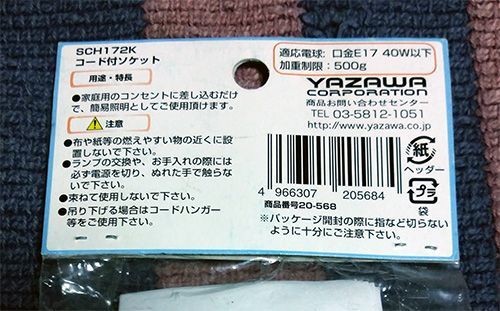 SCH172K
コード付ソケット
用途・特長
●家庭用のコンセントに差し込むだけ
で、簡易照明としてご使用頂けます。
注意
●布や紙等の燃えやすい物の近くに設
置しないで下さい。
●ランプの交換や、お手入れの際には
必ず電源を切り、ぬれた手で触らな
いで下さい。
●束ねて使用しないで下さい。
●吊り下げる場合はコードハンガー
等をご使用下さい。
適応電球：口金E17 40W以下
加重制限：500g
YAZAWA
CORPORATION
商品お問い合わせセンター
TEL 03-5812-1051
http://www.yazawa.co.jp
紙
ヘッダー
プラ
袋
4 966307 205684
商品番号20-568
※パッケージ開封の際に指など切らない
ように十分にご注意下さい。